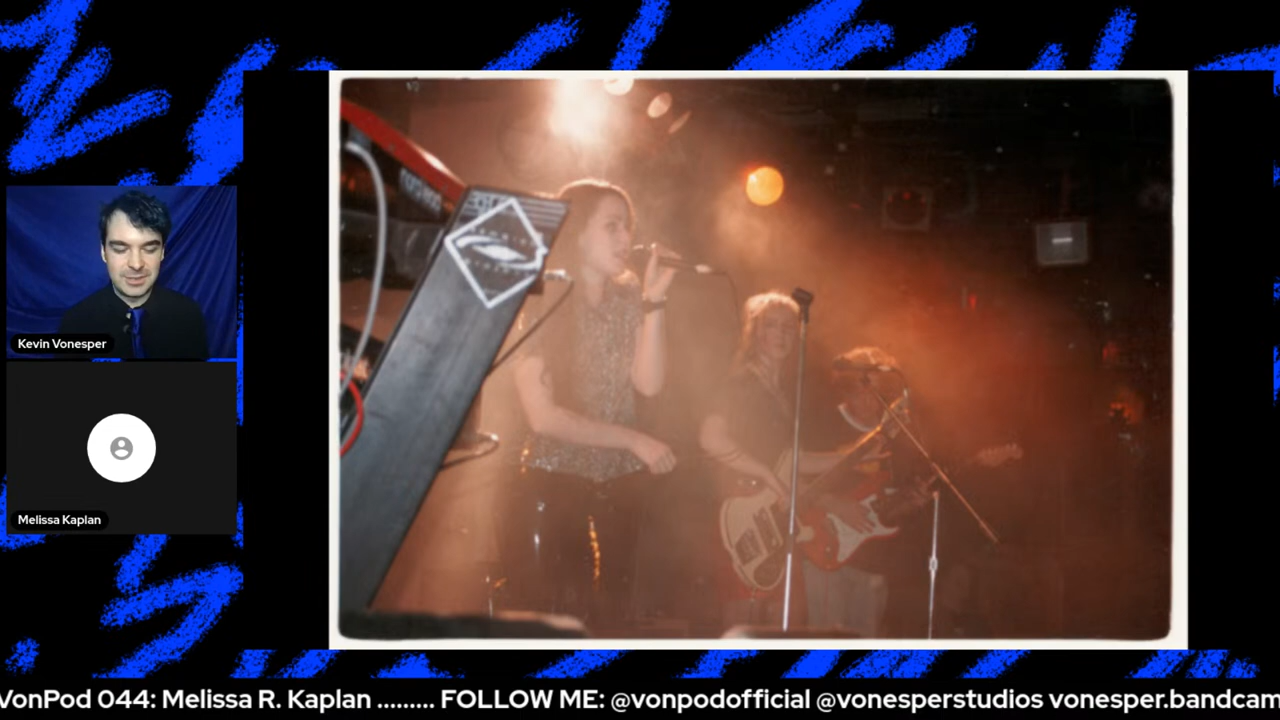 Kevin Vonesper
Melissa Kaplan
VonPod 044: Melissa R. Kaplan ......... FOLLOW ME: @vonpodofficial @vonesperstudios vonesper.bandcam